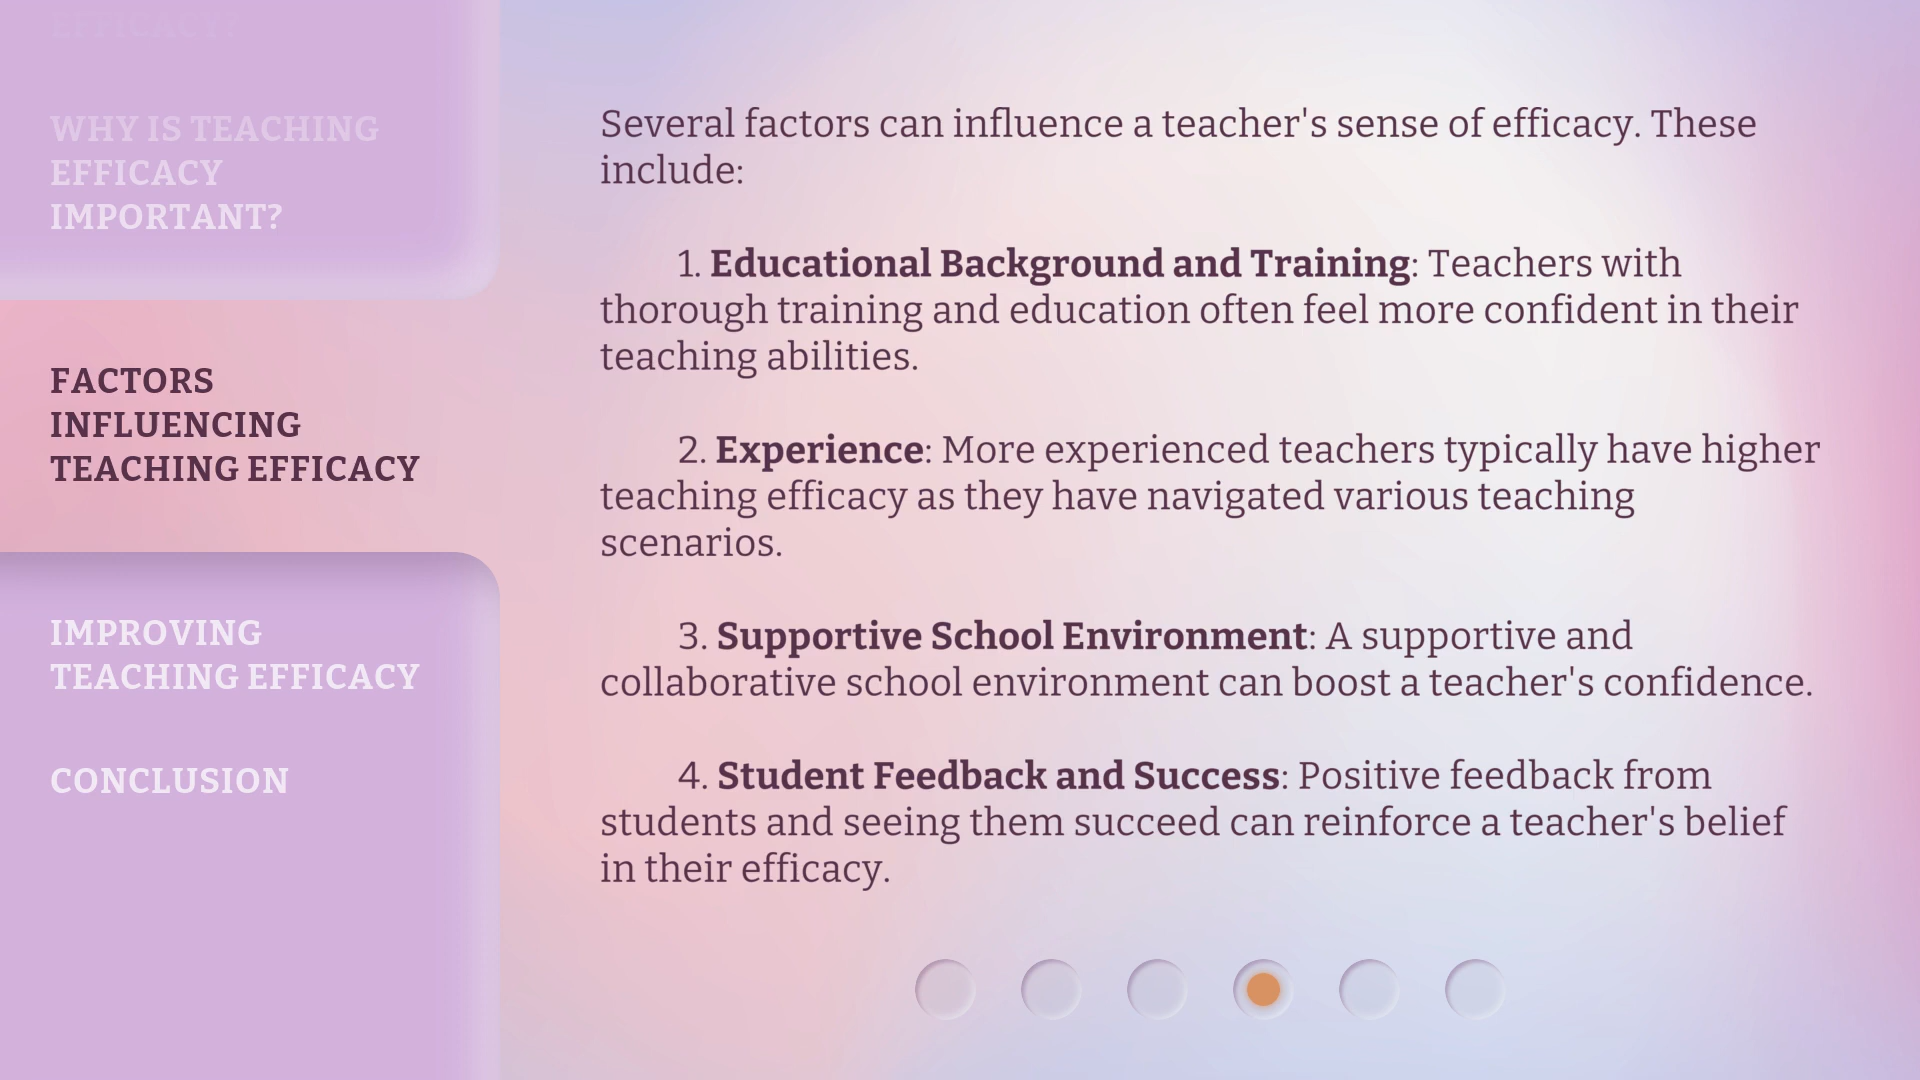 EFFICACY?
WHY IS TEACHING
EFFICACY
IMPORTANT?
FACTORS
INFLUENCING
TEACHING EFFICACY
IMPROVING
TEACHING EFFICACY
CONCLUSION
Several factors can influence a teacher's sense of efficacy. These
include:
1. Educational Background and Training: Teachers with
thorough training and education often feel more confident in their
teaching abilities.
2. Experience: More experienced teachers typically have higher
teaching efficacy as they have navigated various teaching
scenarios.
3. Supportive School Environment: A supportive and
collaborative school environment can boost a teacher's confidence.
4. Student Feedback and Success: Positive feedback from
students and seeing them succeed can reinforce a teacher's belief
in their efficacy.